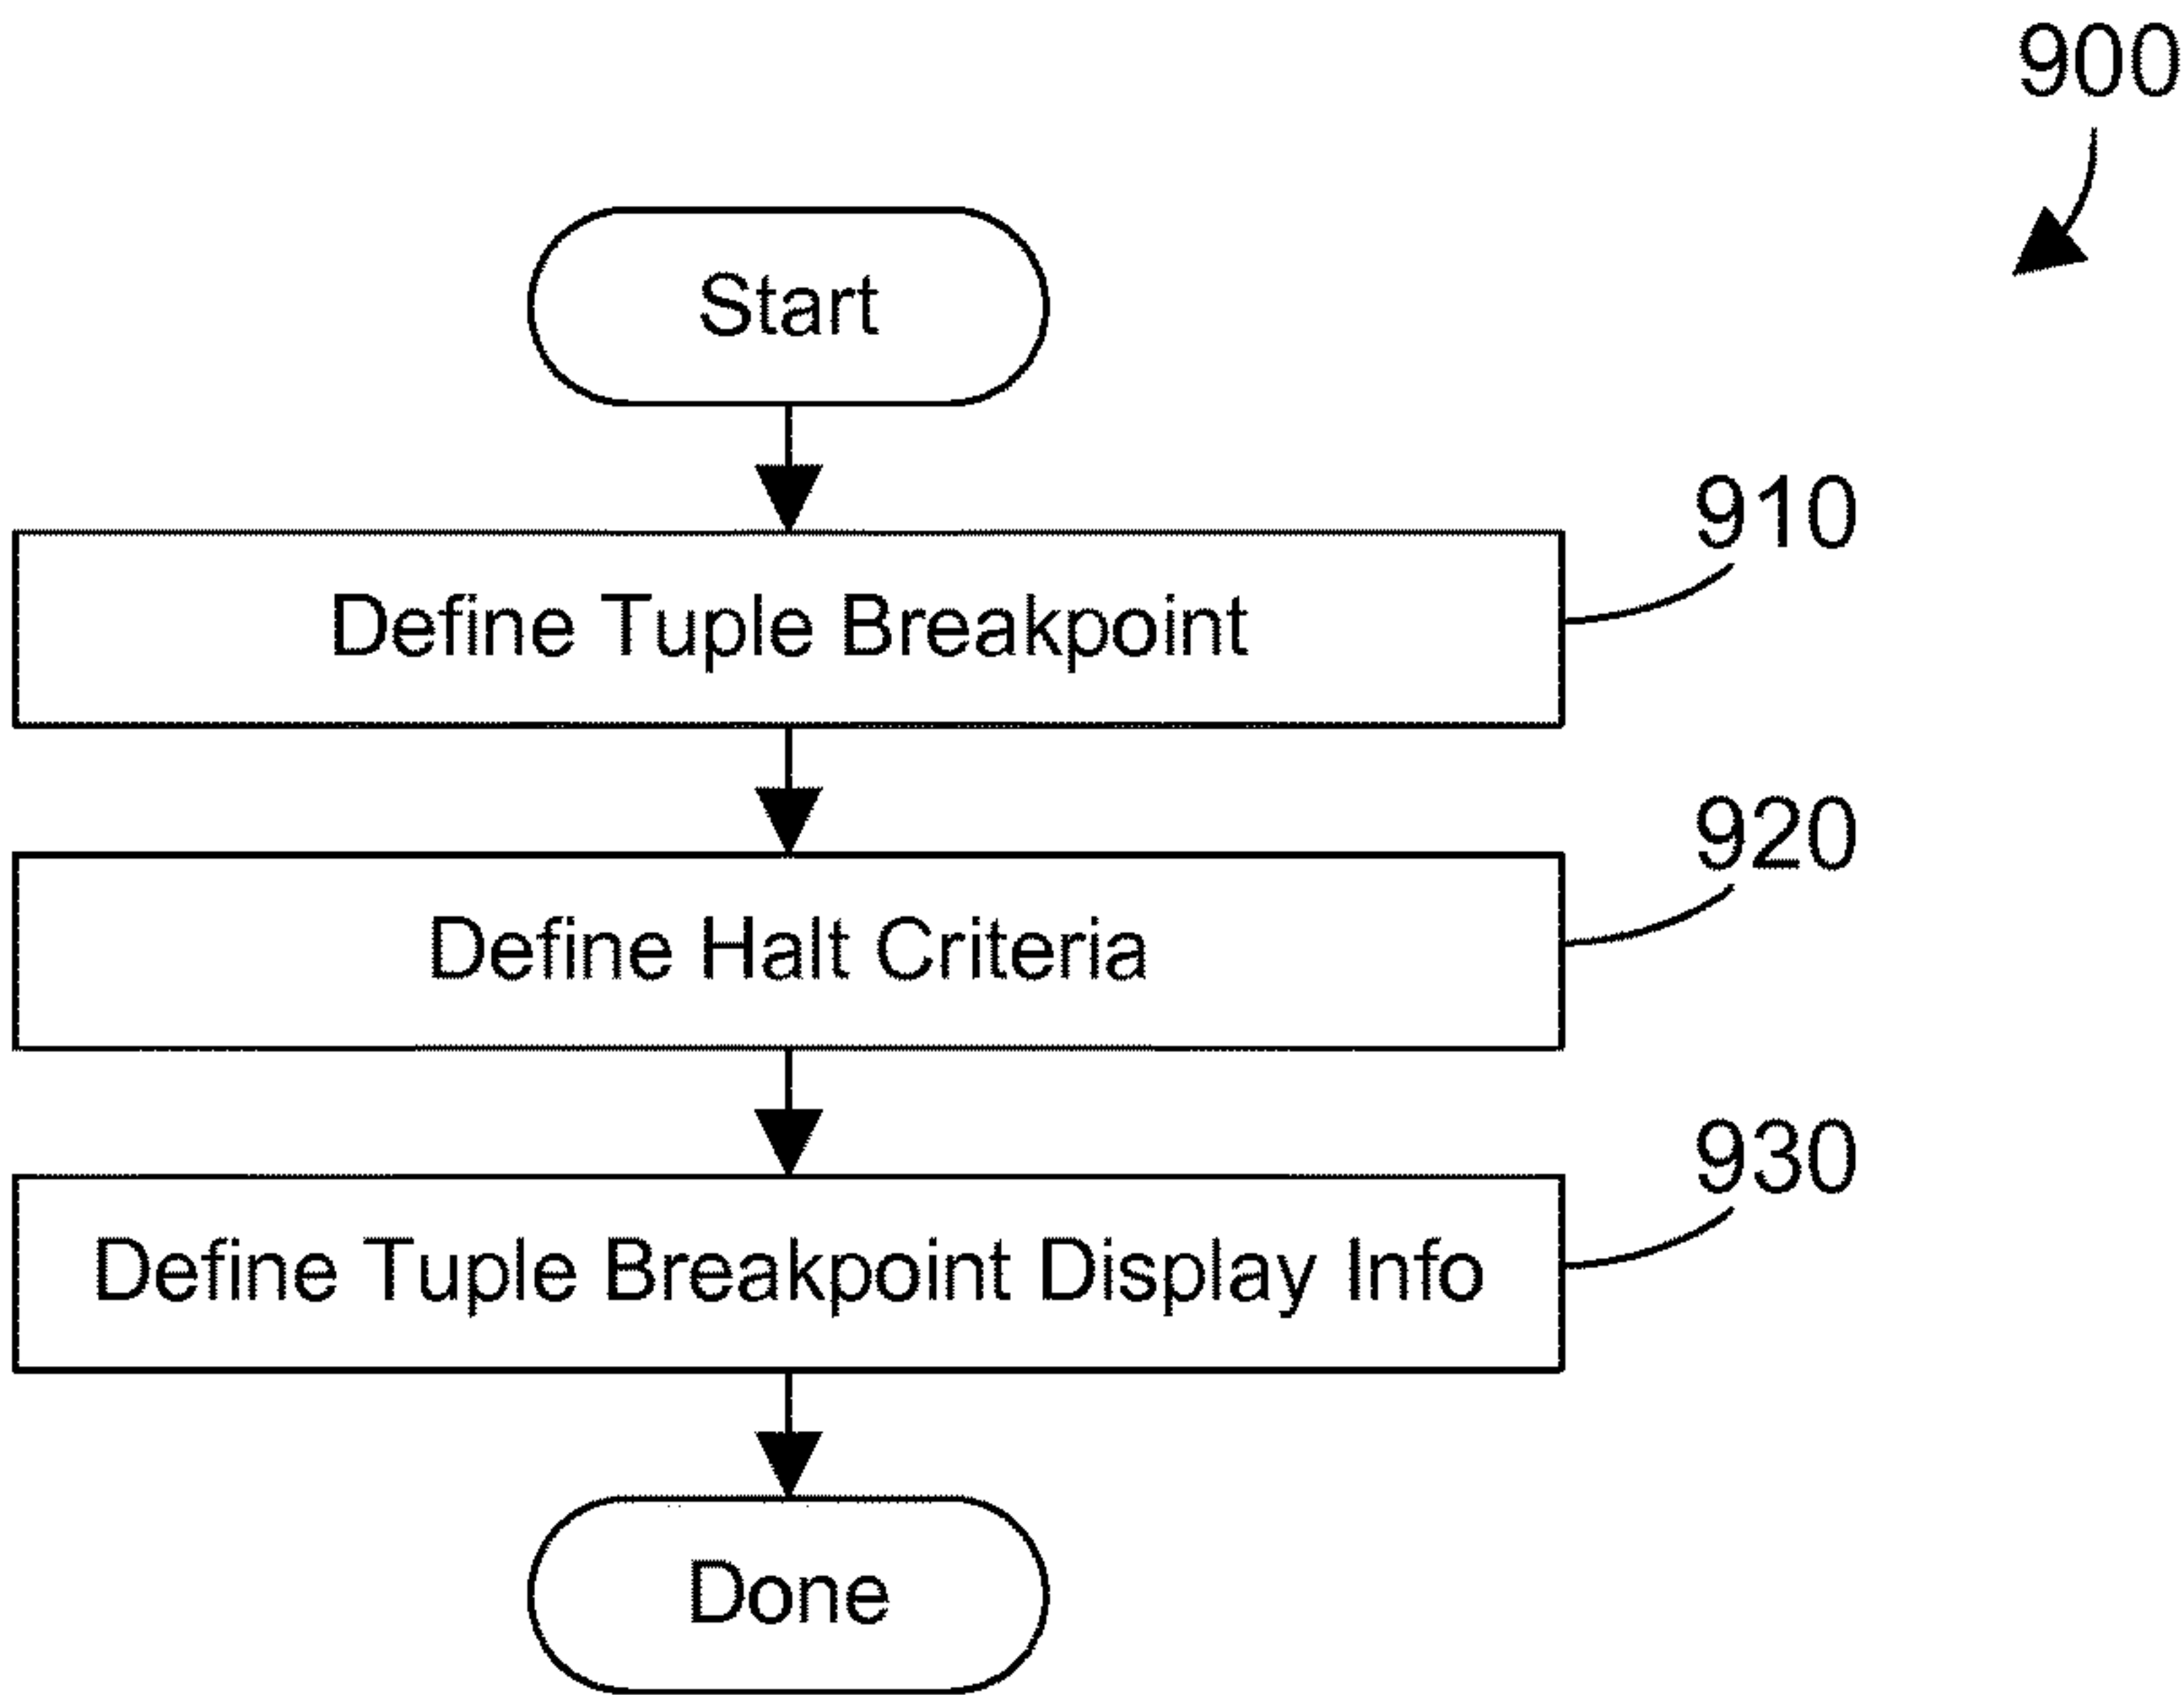 900
Start
910
Define Tuple Breakpoint
920
Define Halt Criteria
930
Define Tuple Breakpoint Display Info
Done